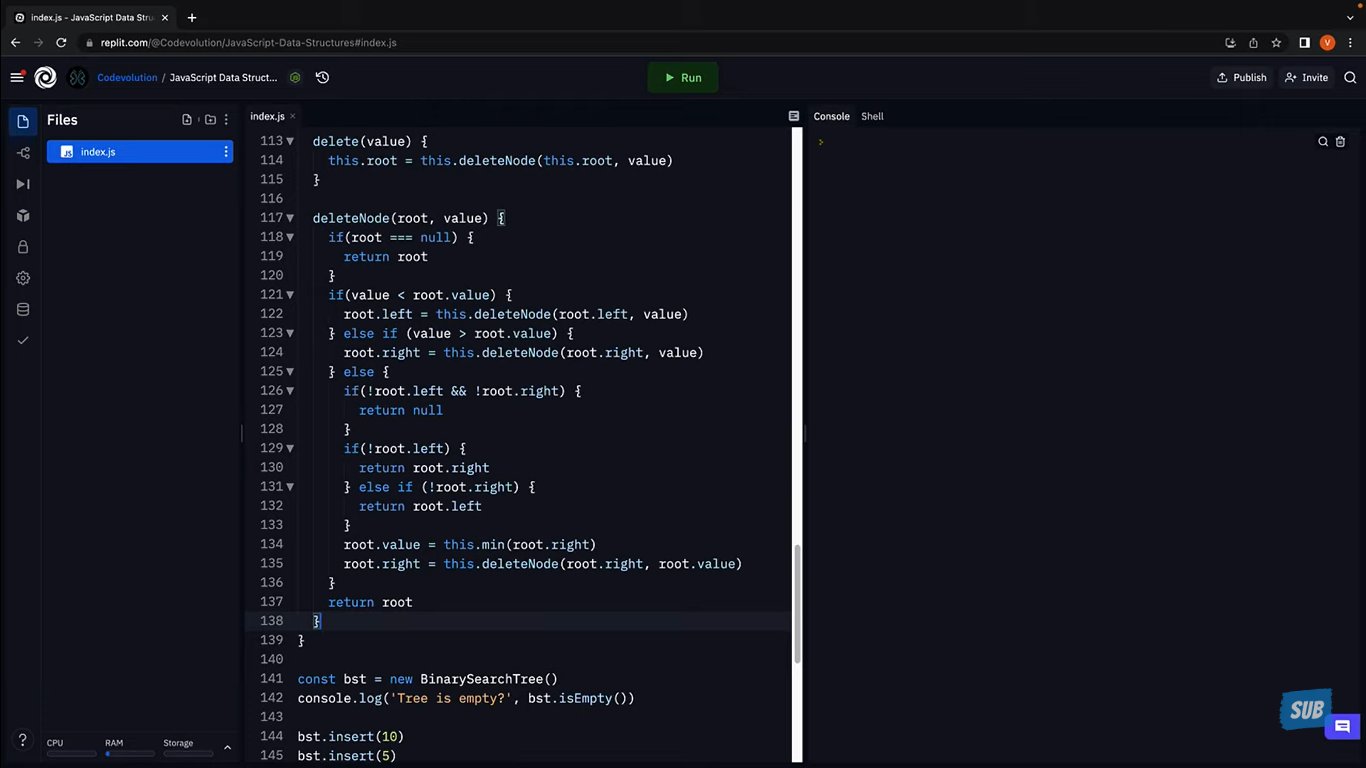 index.js - JavaScript Data Stru
replit.com/@Codevolution/JavaScript-Data-Structures#index.js
V
Codevolution / JavaScript Data Struct...
Run
Publish
Invite
Files
index.js
index.js
Console
Shell
113 delete(value) {
114 this.root = this.deleteNode(this.root, value)
115 }
116
117 deleteNode(root, value) {
118 if(root === null) {
119 return root
120 }
121 if(value < root.value) {
122 root.left = this.deleteNode(root.left, value)
123 } else if (value > root.value) {
124 root.right = this.deleteNode(root.right, value)
125 } else {
126 if(!root.left && !root.right) {
127 return null
128 }
129 if(!root.left) {
130 return root.right
131 } else if (!root.right) {
132 return root.left
133 }
134 root.value = this.min(root.right)
135 root.right = this.deleteNode(root.right, root.value)
136 }
137 return root
138 }
139 }
140
141 const bst = new BinarySearchTree()
142 console.log('Tree is empty?', bst.isEmpty())
143
144 bst.insert(10)
145 bst.insert(5)
>
CPU
RAM
Storage
SUB